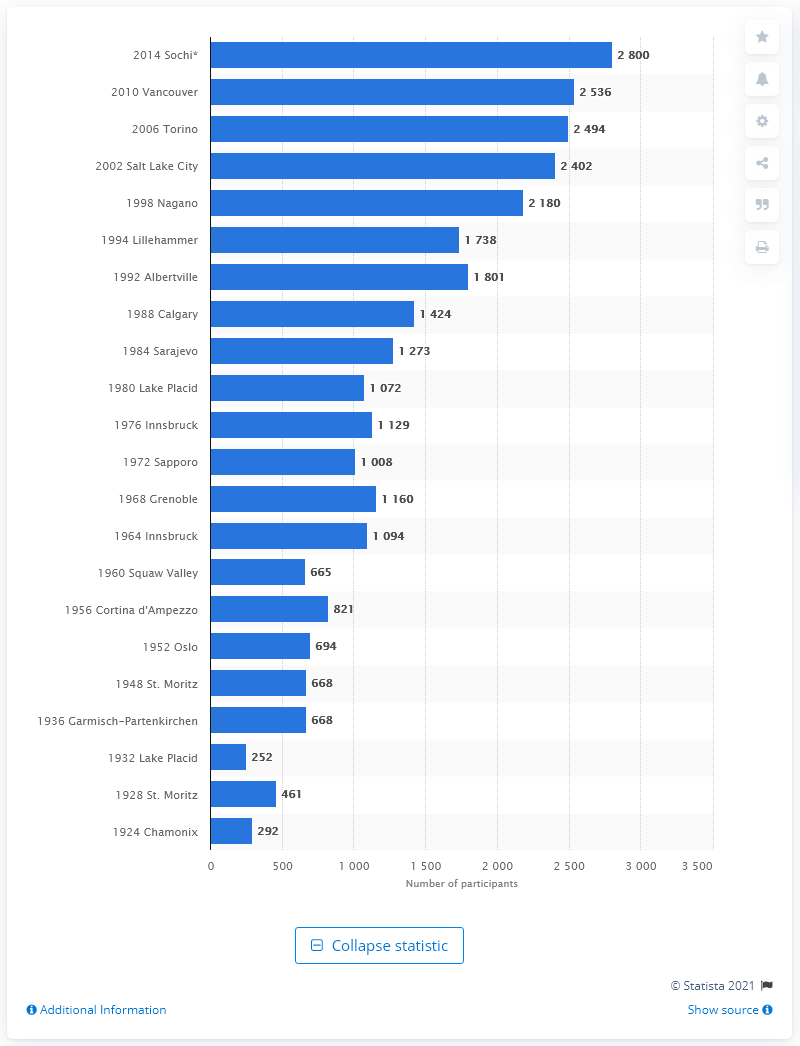 2014 Sochi* 2 800
2010 Vancouver 2 536
2006 Torino 2 494
2002 Salt Lake City 2 402
1998 Nagano 2 180
1994 Lillehammer 1 738
1992 Albertville 1 801
1988 Calgary 1 424
1984 Sarajevo 1 273
1980 Lake Placid 1 072
1976 Innsbruck 1 129
1972 Sapporo 1 008
1968 Grenoble 1 160
1964 Innsbruck 1 094
1960 Squaw Valley 665
1956 Cortina d'Ampezzo 821
1952 Oslo 694
1948 St. Moritz 668
1936 Garmisch-Partenkirchen 668
1932 Lake Placid 252
1928 St. Moritz 461
1924 Chamonix 292
0 500 1 000 1 500 2 000 2 500 3 000 3 500
Number of participants
Collapse statistic
© Statista 2021
Additional Information Show source